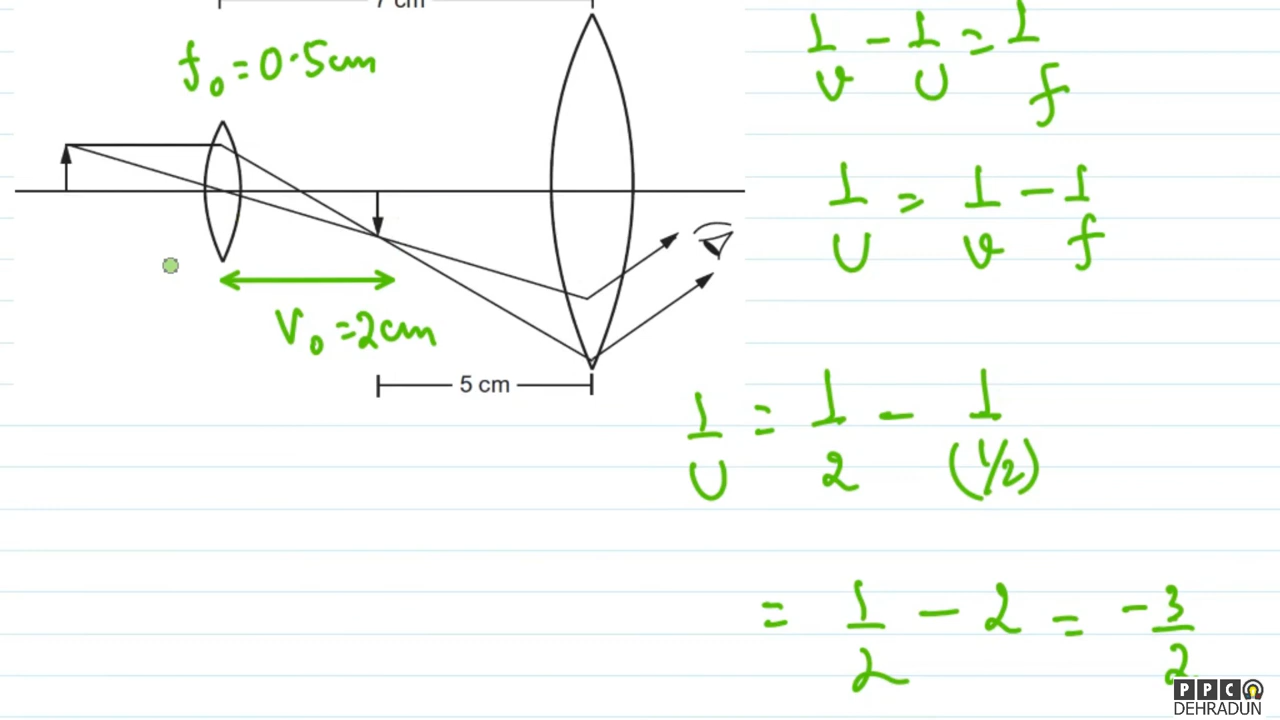 7 cm
f₀ = 0.5cm
V₀ = 2cm
5 cm
1/v - 1/U = 1/f
1/U = 1/v - 1/f
1/U = 1/2 - 1/(1/2)
= 1/2 - 2 = -3/2
PPC
DEHRADUN